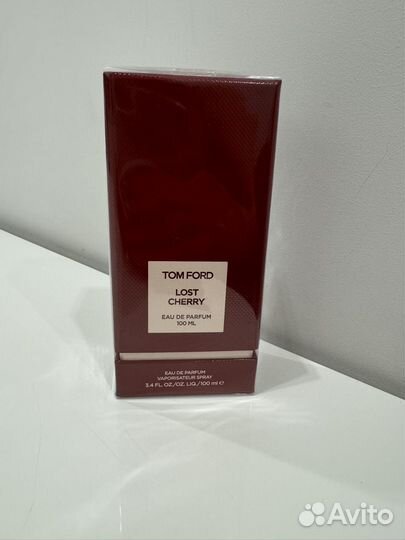 TOM FORD
LOST
CHERRY
EAU DE PARFUM
100 ML
EAU DE PARFUM
VAPORISATEUR SPRAY
3.4 FL.OZ./OZ. LIQ./100 ml ℮
Avito